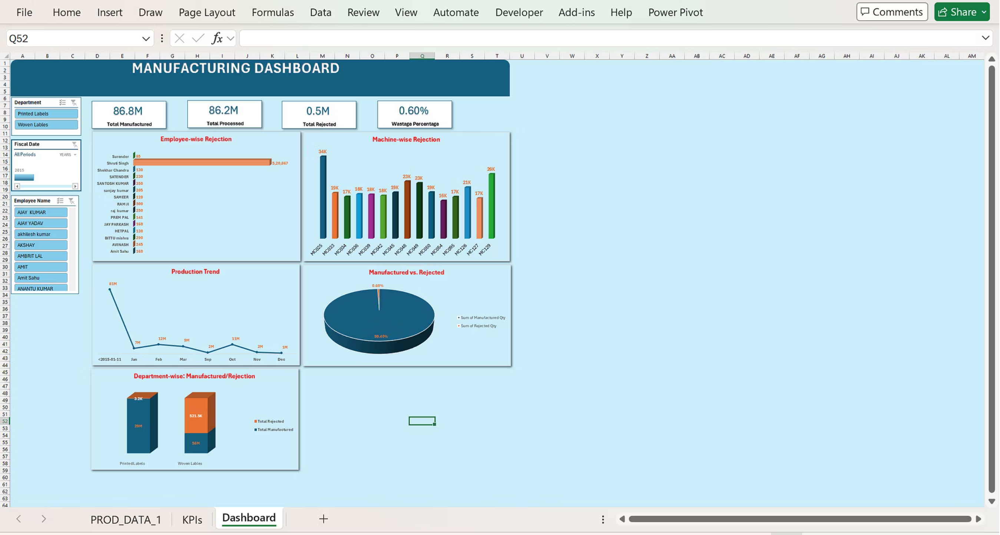 File Home Insert Draw Page Layout Formulas Data Review View Automate Developer Add-ins Help Power Pivot Comments Share
Q52 fx
A B C D E F G H I J K L M N O P Q R S T U V W X Y Z AA AB AC AD AE AF AG AH AI AJ AK AL AM
1
2
3
4
5
6
7
8
9
10
11
12
13
14
15
16
17
18
19
20
21
22
23
24
25
26
27
28
29
30
31
32
33
34
35
36
37
38
39
40
41
42
43
44
45
46
47
48
49
50
51
52
53
54
55
56
57
58
59
60
61
62
63
64
MANUFACTURING DASHBOARD
Department
Printed Labels
Woven Lables
Fiscal Date
All Periods YEARS
2015
Employee Name
AJAY KUMAR
AJAY YADAV
akhilesh kumar
AKSHAY
AMBRIT LAL
AMIT
Amit Sahu
ANANTU KUMAR
86.8M
Total Manufactured
86.2M
Total Processed
0.5M
Total Rejected
0.60%
Wastage Percentage
Employee-wise Rejection
Surender 85
Shruti Singh 5,20,867
Shekhar Chandra 130
SATENDER 230
SANTOSH KUMAR 350
sanjay kumar 205
SAMEER 120
RAMJI 500
raj kumar 250
PREM PAL 141
JAY PARKASH 160
HETPAL 130
BITTU mishra 290
AVINASH 245
Amit Sahu 160
Machine-wise Rejection
34K 19K 17K 18K 18K 18K 19K 23K 23K 19K 16K 17K 21K 17K 26K
MC025 MC033 MC034 MC036 MC039 MC042 MC045 MC048 MC049 MC050 MC054 MC095 MC126 MC127 MC129
Production Trend
81M 7M 12M 9M 2M 11M 2M 1M
<2015-01-11 Jan Feb Mar Sep Oct Nov Dec
Manufactured vs. Rejected
0.60%
99.40%
Sum of Manufactured Qty
Sum of Rejected Qty
Department-wise: Manufactured/Rejection
3.2K
29M
521.5K
58M
Total Rejected
Total Manufactured
Printed Labels Woven Lables
PROD_DATA_1 KPIs Dashboard